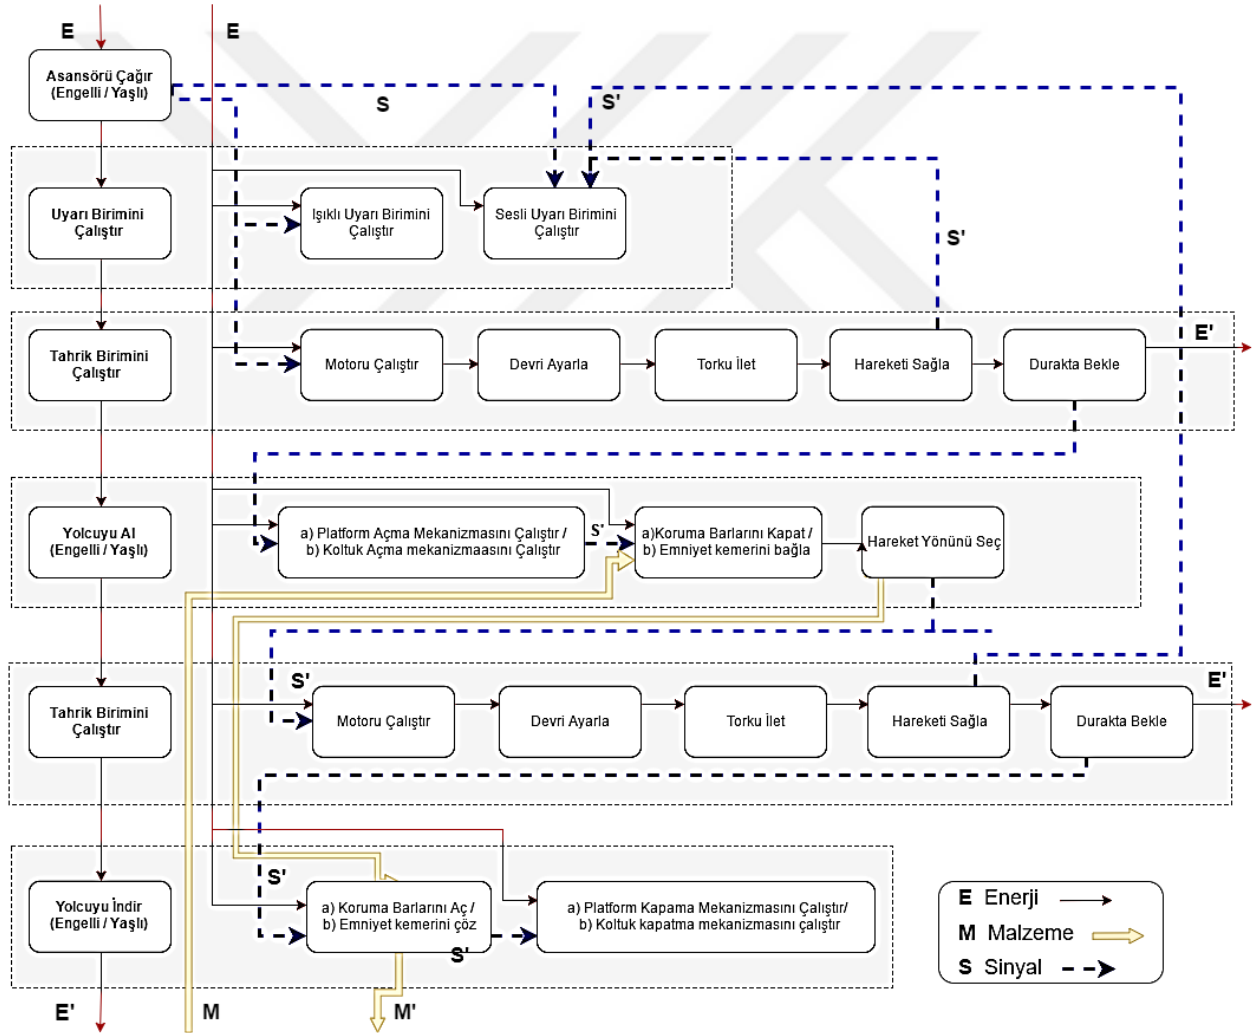 E
E
Asansörü Çağır
(Engelli / Yaşlı)
S
S'
Uyarı Birimini
Çalıştır
Işıklı Uyarı Birimini
Çalıştır
Sesli Uyarı Birimini
Çalıştır
S'
Tahrik Birimini
Çalıştır
Motoru Çalıştır
Devri Ayarla
Torku İlet
Hareketi Sağla
Durakta Bekle
E'
Yolcuyu Al
(Engelli / Yaşlı)
a) Platform Açma Mekanizmasını Çalıştır /
b) Koltuk Açma mekanizmaasını Çalıştır
S'
a)Koruma Barlarını Kapat /
b) Emniyet kemerini bağla
Hareket Yönünü Seç
Tahrik Birimini
Çalıştır
S'
Motoru Çalıştır
Devri Ayarla
Torku İlet
Hareketi Sağla
Durakta Bekle
E'
Yolcuyu İndir
(Engelli / Yaşlı)
S'
a) Koruma Barlarını Aç /
b) Emniyet kemerini çöz
S'
a) Platform Kapama Mekanizmasını Çalıştır/
b) Koltuk kapatma mekanizmasını çalıştır
E Enerji
M Malzeme
S Sinyal
E'
M
M'